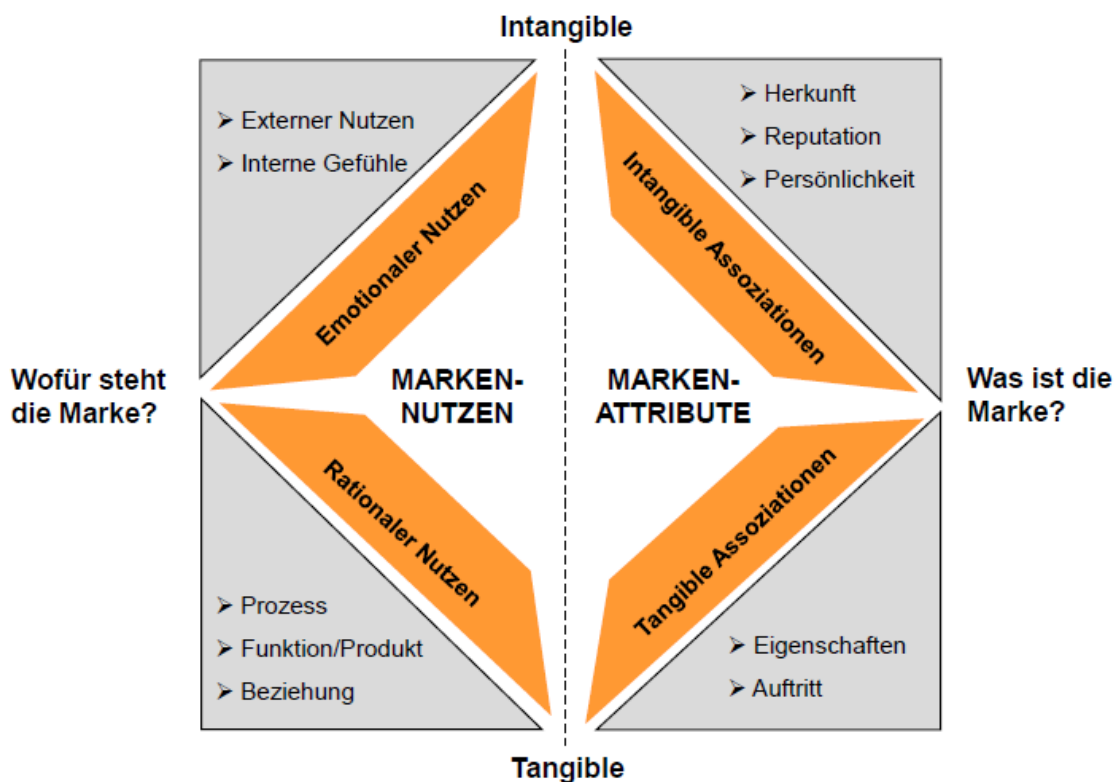 Intangible
➢ Externer Nutzen
➢ Interne Gefühle
➢ Herkunft
➢ Reputation
➢ Persönlichkeit
Emotionaler Nutzen
Intangible Assoziationen
Wofür steht
die Marke?
MARKEN-
NUTZEN
MARKEN-
ATTRIBUTE
Was ist die
Marke?
Rationaler Nutzen
Tangible Assoziationen
➢ Prozess
➢ Funktion/Produkt
➢ Beziehung
➢ Eigenschaften
➢ Auftritt
Tangible